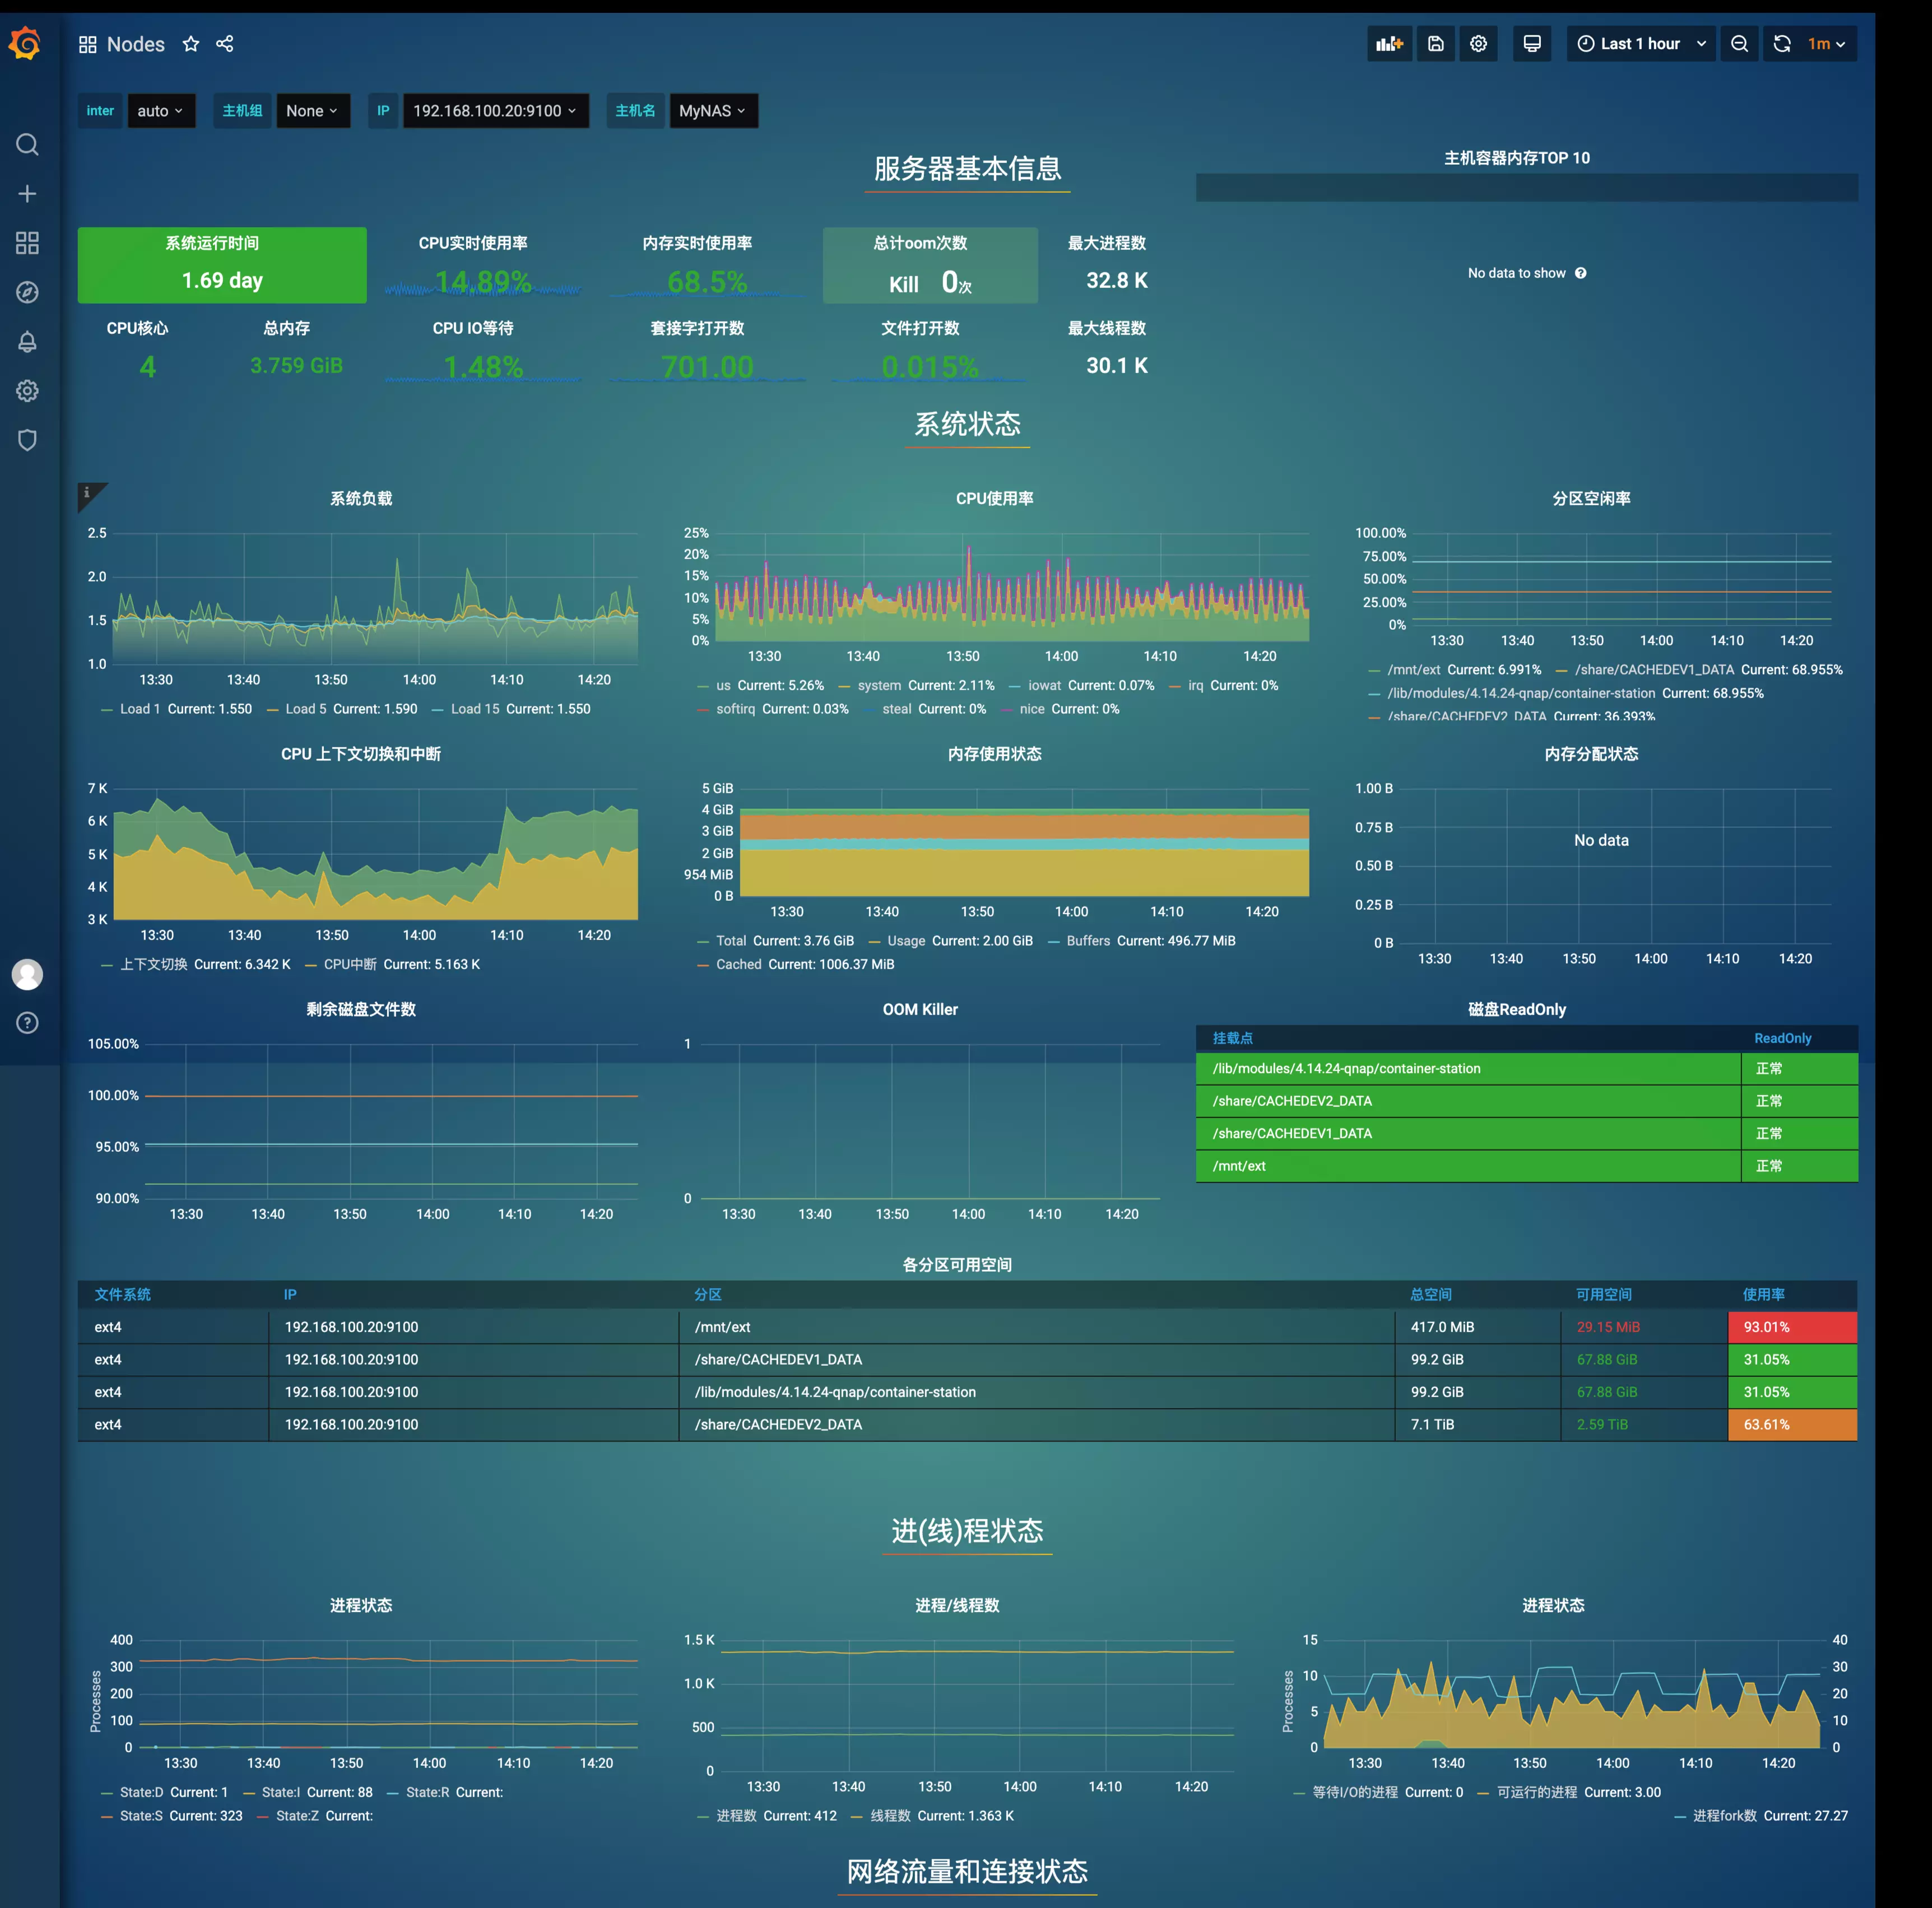 Nodes
Last 1 hour
1m
inter auto 主机组 None IP 192.168.100.20:9100 主机名 MyNAS
服务器基本信息
主机容器内存TOP 10
No data to show
系统运行时间
1.69 day
CPU实时使用率
14.89%
内存实时使用率
68.5%
总计oom次数
Kill 0次
最大进程数
32.8 K
CPU核心
4
总内存
3.759 GiB
CPU IO等待
1.48%
套接字打开数
701.00
文件打开数
0.015%
最大线程数
30.1 K
系统状态
系统负载
2.5
2.0
1.5
1.0
13:30 13:40 13:50 14:00 14:10 14:20
Load 1 Current: 1.550 Load 5 Current: 1.590 Load 15 Current: 1.550
CPU使用率
25%
20%
15%
10%
5%
0%
13:30 13:40 13:50 14:00 14:10 14:20
us Current: 5.26% system Current: 2.11% iowat Current: 0.07% irq Current: 0%
softirq Current: 0.03% steal Current: 0% nice Current: 0%
分区空闲率
100.00%
75.00%
50.00%
25.00%
0%
13:30 13:40 13:50 14:00 14:10 14:20
/mnt/ext Current: 6.991% /share/CACHEDEV1_DATA Current: 68.955%
/lib/modules/4.14.24-qnap/container-station Current: 68.955%
/share/CACHEDEV2_DATA Current: 36.393%
CPU 上下文切换和中断
7 K
6 K
5 K
4 K
3 K
13:30 13:40 13:50 14:00 14:10 14:20
上下文切换 Current: 6.342 K CPU中断 Current: 5.163 K
内存使用状态
5 GiB
4 GiB
3 GiB
2 GiB
954 MiB
0 B
13:30 13:40 13:50 14:00 14:10 14:20
Total Current: 3.76 GiB Usage Current: 2.00 GiB Buffers Current: 496.77 MiB
Cached Current: 1006.37 MiB
内存分配状态
1.00 B
0.75 B
0.50 B
0.25 B
0 B
No data
13:30 13:40 13:50 14:00 14:10 14:20
剩余磁盘文件数
105.00%
100.00%
95.00%
90.00%
13:30 13:40 13:50 14:00 14:10 14:20
OOM Killer
1
0
13:30 13:40 13:50 14:00 14:10 14:20
磁盘ReadOnly
挂载点 ReadOnly
/lib/modules/4.14.24-qnap/container-station 正常
/share/CACHEDEV2_DATA 正常
/share/CACHEDEV1_DATA 正常
/mnt/ext 正常
各分区可用空间
文件系统 IP 分区 总空间 可用空间 使用率
ext4 192.168.100.20:9100 /mnt/ext 417.0 MiB 29.15 MiB 93.01%
ext4 192.168.100.20:9100 /share/CACHEDEV1_DATA 99.2 GiB 67.88 GiB 31.05%
ext4 192.168.100.20:9100 /lib/modules/4.14.24-qnap/container-station 99.2 GiB 67.88 GiB 31.05%
ext4 192.168.100.20:9100 /share/CACHEDEV2_DATA 7.1 TiB 2.59 TiB 63.61%
进(线)程状态
进程状态
Processes
400
300
200
100
0
13:30 13:40 13:50 14:00 14:10 14:20
State:D Current: 1 State:I Current: 88 State:R Current:
State:S Current: 323 State:Z Current:
进程/线程数
1.5 K
1.0 K
500
0
13:30 13:40 13:50 14:00 14:10 14:20
进程数 Current: 412 线程数 Current: 1.363 K
进程状态
Processes
15
10
5
0
40
30
20
10
0
13:30 13:40 13:50 14:00 14:10 14:20
等待I/O的进程 Current: 0 可运行的进程 Current: 3.00
进程fork数 Current: 27.27
网络流量和连接状态